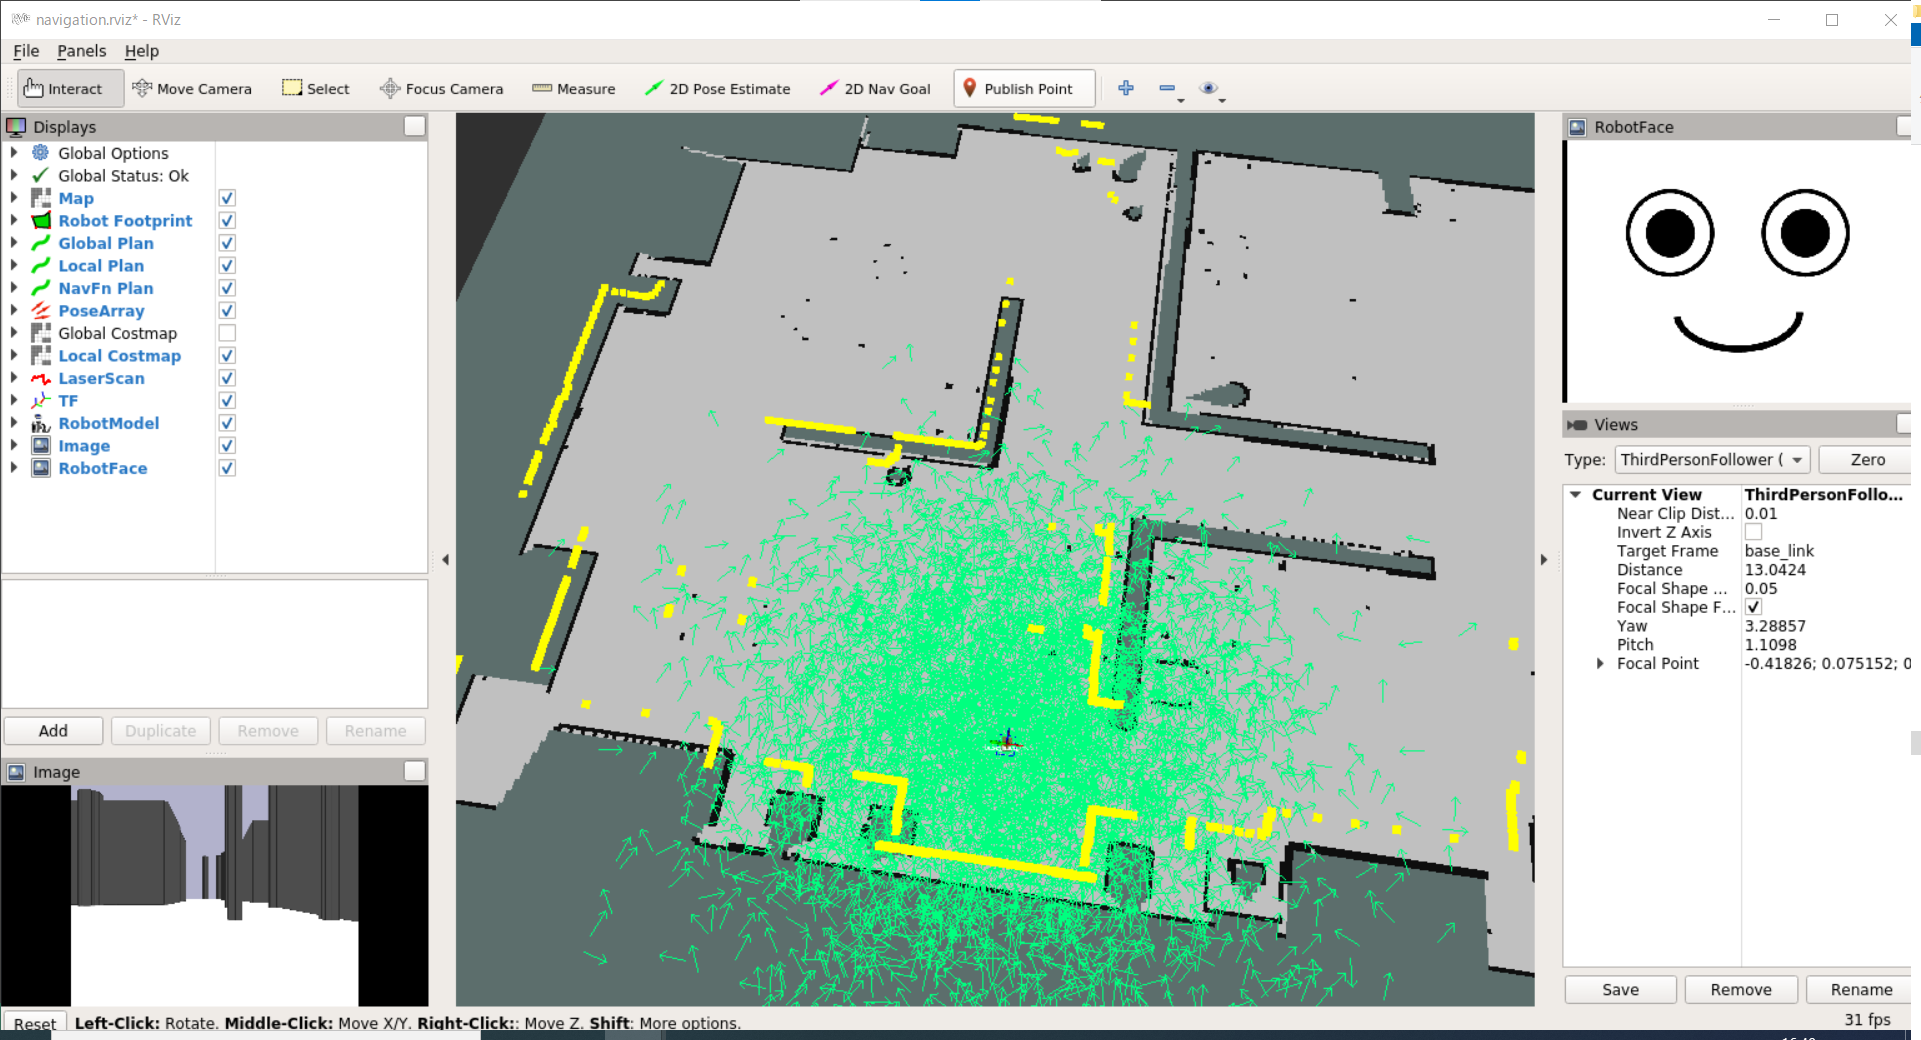 navigation.rviz* - RViz
File Panels Help
Interact Move Camera Select Focus Camera Measure 2D Pose Estimate 2D Nav Goal Publish Point
Displays
Global Options
Global Status: Ok
Map
Robot Footprint
Global Plan
Local Plan
NavFn Plan
PoseArray
Global Costmap
Local Costmap
LaserScan
TF
RobotModel
Image
RobotFace
Add Duplicate Remove Rename
Image
RobotFace
Views
Type: ThirdPersonFollower ( Zero
Current View ThirdPersonFollo...
Near Clip Dist... 0.01
Invert Z Axis
Target Frame base_link
Distance 13.0424
Focal Shape ... 0.05
Focal Shape F...
Yaw 3.28857
Pitch 1.1098
Focal Point -0.41826; 0.075152; 0
Save Remove Rename
Reset Left-Click: Rotate. Middle-Click: Move X/Y. Right-Click:: Move Z. Shift: More options.
31 fps